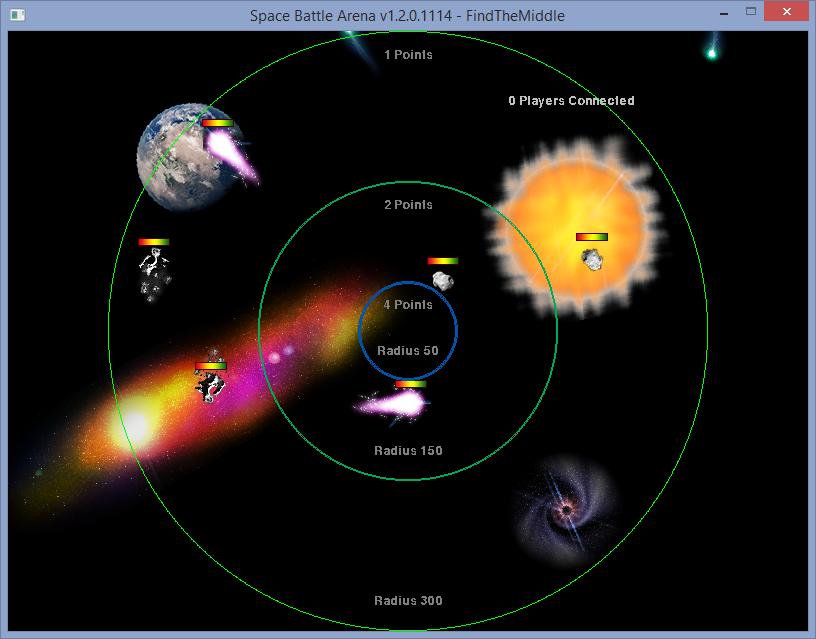 Space Battle Arena v1.2.0.1114 - FindTheMiddle
1 Points
0 Players Connected
2 Points
4 Points
Radius 50
Radius 150
Radius 300